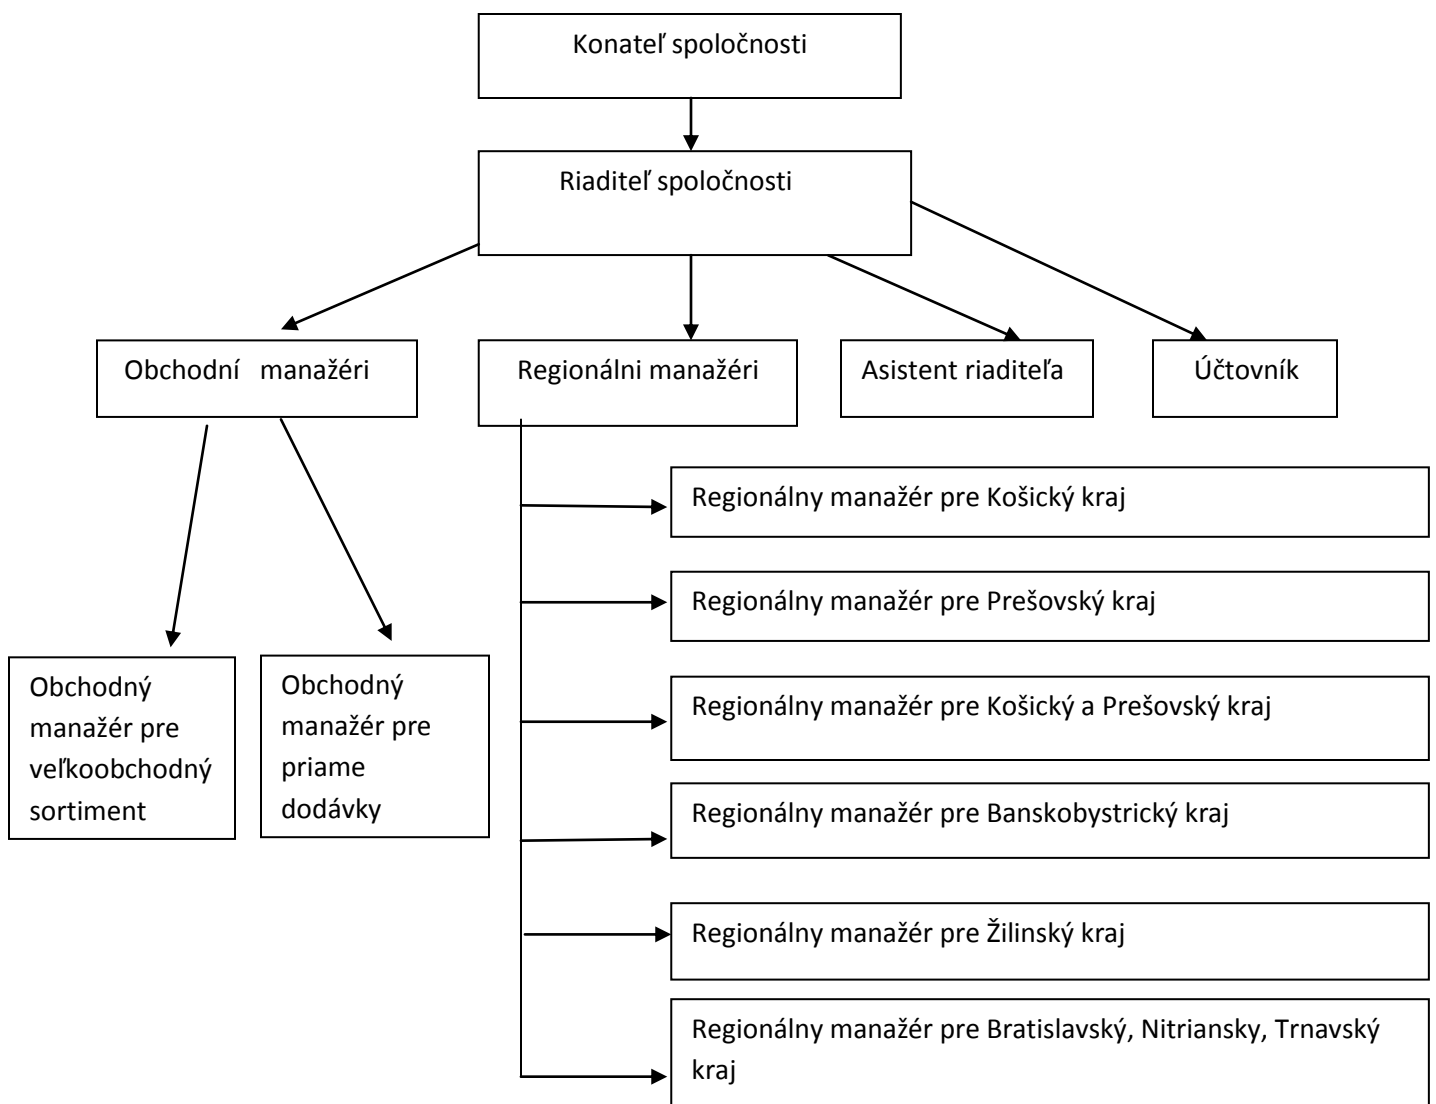 Konateľ spoločnosti
Riaditeľ spoločnosti
Obchodní manažéri
Regionálni manažéri
Asistent riaditeľa
Účtovník
Regionálny manažér pre Košický kraj
Regionálny manažér pre Prešovský kraj
Regionálny manažér pre Košický a Prešovský kraj
Regionálny manažér pre Banskobystrický kraj
Regionálny manažér pre Žilinský kraj
Regionálny manažér pre Bratislavský, Nitriansky, Trnavský
kraj
Obchodný
manažér pre
veľkoobchodný
sortiment
Obchodný
manažér pre
priame
dodávky